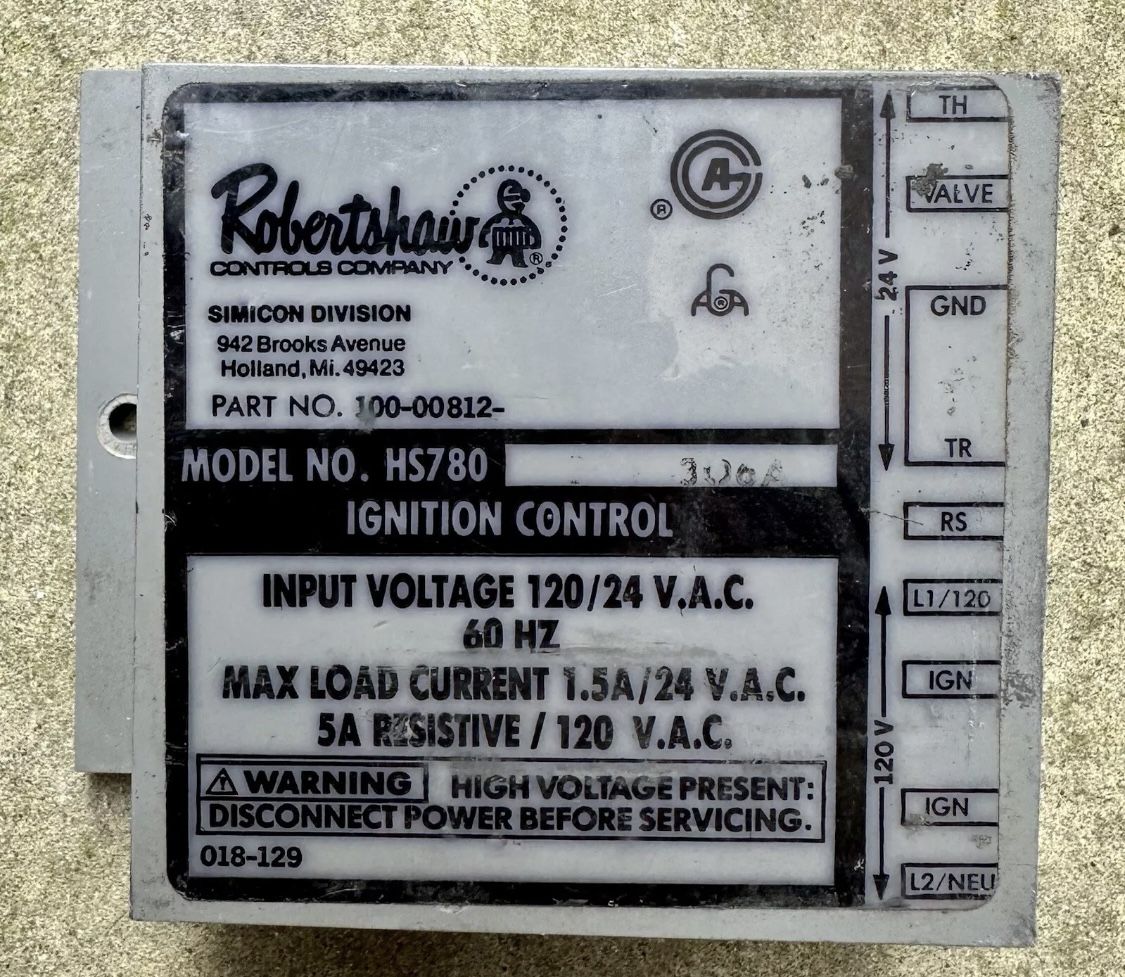 Robertshaw ®
CONTROLS COMPANY
SIMICON DIVISION
942 Brooks Avenue
Holland, Mi. 49423
PART NO. 100-00812-
MODEL NO. HS780
IGNITION CONTROL
INPUT VOLTAGE 120/24 V.A.C.
60 HZ
MAX LOAD CURRENT 1.5A/24 V.A.C.
5A RESISTIVE / 120 V.A.C.
⚠ WARNING HIGH VOLTAGE PRESENT:
DISCONNECT POWER BEFORE SERVICING.
018-129
®
AGA ®
24 V
TH
VALVE
GND
TR
RS
120 V
L1/120
IGN
IGN
L2/NEU